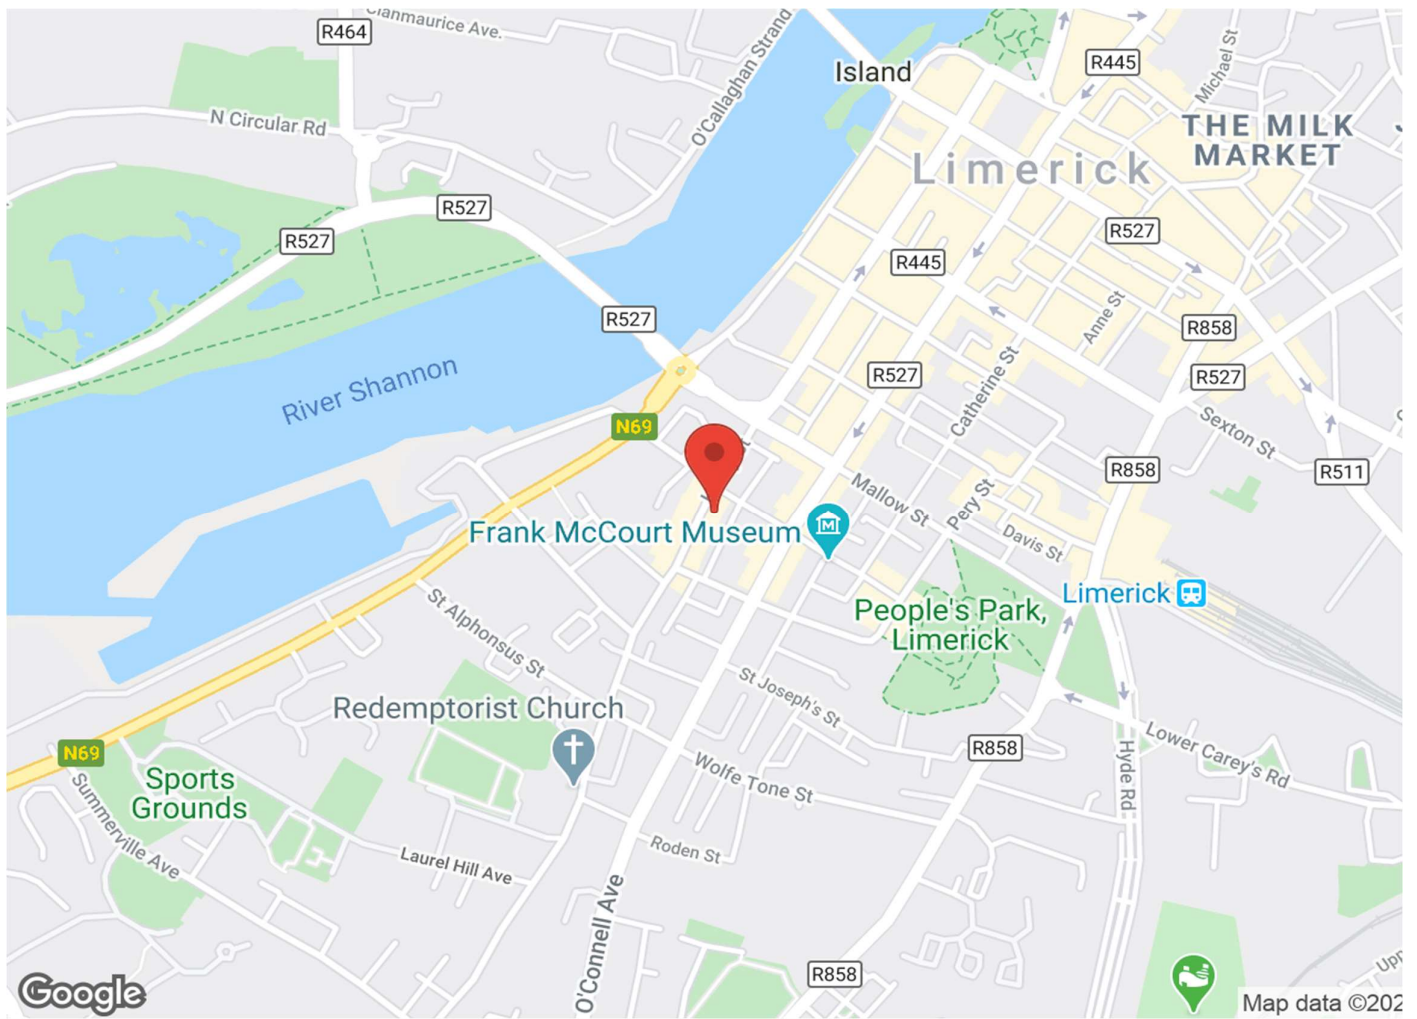 Clanmaurice Ave.
R464
O'Callaghan Strand
Island
R445
Michael St
N Circular Rd
THE MILK
MARKET
Limerick
R527
R527
R527
R445
R527
Anne St
R858
R527
R527
River Shannon
Catherine St
N69
Sexton St
R858
R511
Mallow St
Pery St
Frank McCourt Museum
Davis St
Limerick
People's Park,
Limerick
St Alphonsus St
St Joseph's St
Redemptorist Church
R858
Lower Carey's Rd
N69
Hyde Rd
Wolfe Tone St
Sports
Grounds
Summerville Ave
Roden St
Laurel Hill Ave
O'Connell Ave
R858
Google
Map data ©202